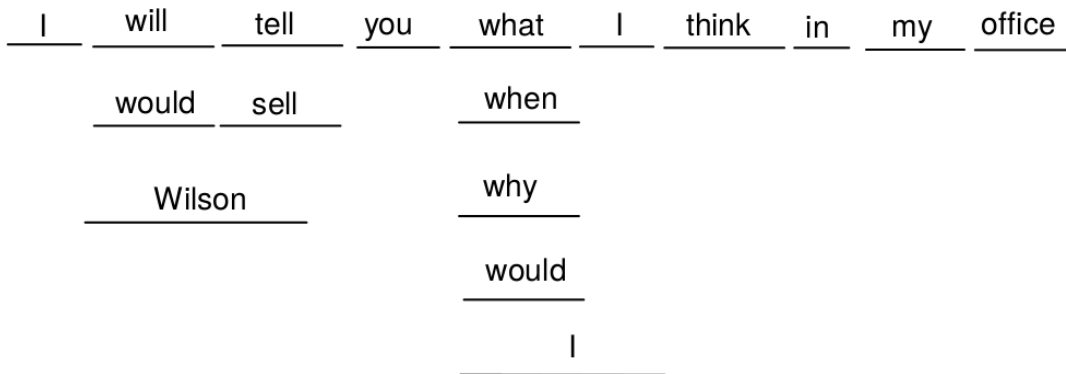 I will tell you what I think in my office
would sell when
Wilson why
would
I